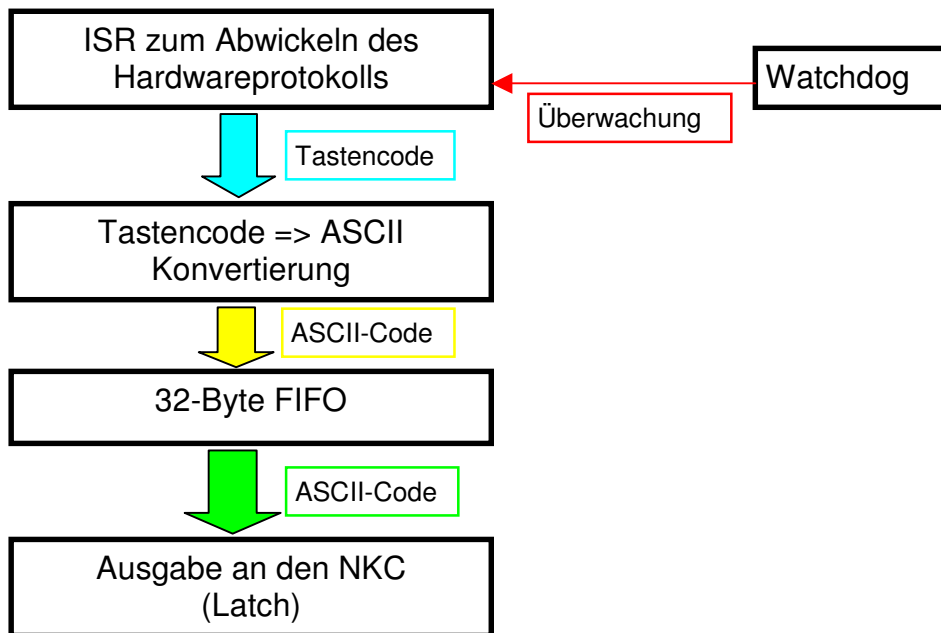 ISR zum Abwickeln des
Hardwareprotokolls
Watchdog
Überwachung
Tastencode
Tastencode => ASCII
Konvertierung
ASCII-Code
32-Byte FIFO
ASCII-Code
Ausgabe an den NKC
(Latch)